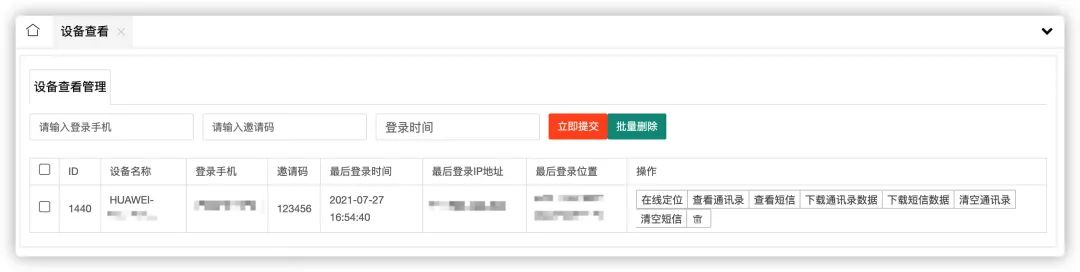 设备查看
设备查看管理
请输入登录手机 请输入邀请码 登录时间 立即提交 批量删除
ID 设备名称 登录手机 邀请码 最后登录时间 最后登录IP地址 最后登录位置 操作
1440 HUAWEI- 123456 2021-07-27 在线定位 查看通讯录 查看短信 下载通讯录数据 下载短信数据 清空通讯录
16:54:40 清空短信